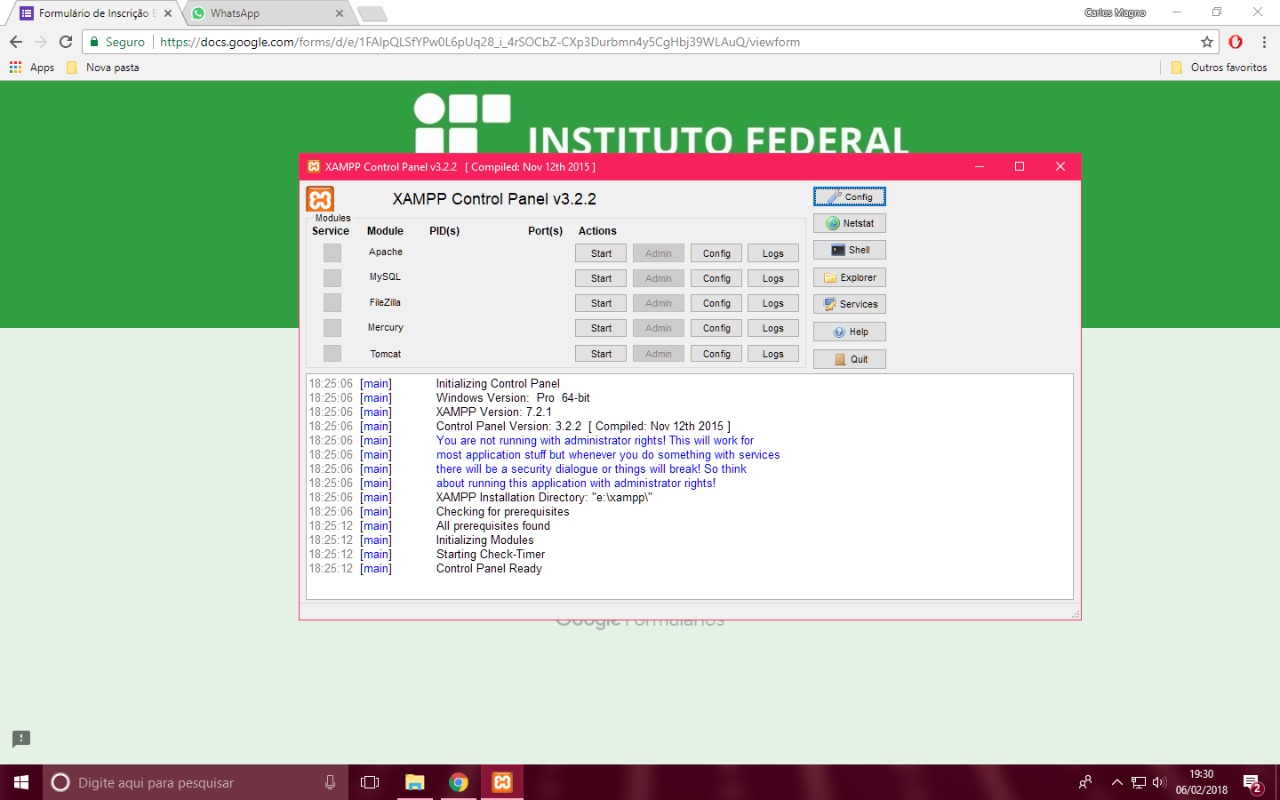 Formulário de Inscrição
WhatsApp
Carlos Magno
Seguro
https://docs.google.com/forms/d/e/1FAIpQLSfYPw0L6pUq28_i_4rSOCbZ-CXp3Durbmn4y5CgHbj39WLAuQ/viewform
Apps
Nova pasta
Outros favoritos
INSTITUTO FEDERAL
XAMPP Control Panel v3.2.2 [ Compiled: Nov 12th 2015 ]
XAMPP Control Panel v3.2.2
Config
Modules
Service Module PID(s) Port(s) Actions
Netstat
Apache Start Admin Config Logs
Shell
MySQL Start Admin Config Logs
Explorer
FileZilla Start Admin Config Logs
Services
Mercury Start Admin Config Logs
Help
Tomcat Start Admin Config Logs
Quit
18:25:06 [main] Initializing Control Panel
18:25:06 [main] Windows Version: Pro 64-bit
18:25:06 [main] XAMPP Version: 7.2.1
18:25:06 [main] Control Panel Version: 3.2.2 [ Compiled: Nov 12th 2015 ]
18:25:06 [main] You are not running with administrator rights! This will work for
18:25:06 [main] most application stuff but whenever you do something with services
18:25:06 [main] there will be a security dialogue or things will break! So think
18:25:06 [main] about running this application with administrator rights!
18:25:06 [main] XAMPP Installation Directory: "e:\xampp\"
18:25:06 [main] Checking for prerequisites
18:25:12 [main] All prerequisites found
18:25:12 [main] Initializing Modules
18:25:12 [main] Starting Check-Timer
18:25:12 [main] Control Panel Ready
Google Formulários
Digite aqui para pesquisar
19:30
06/02/2018
2